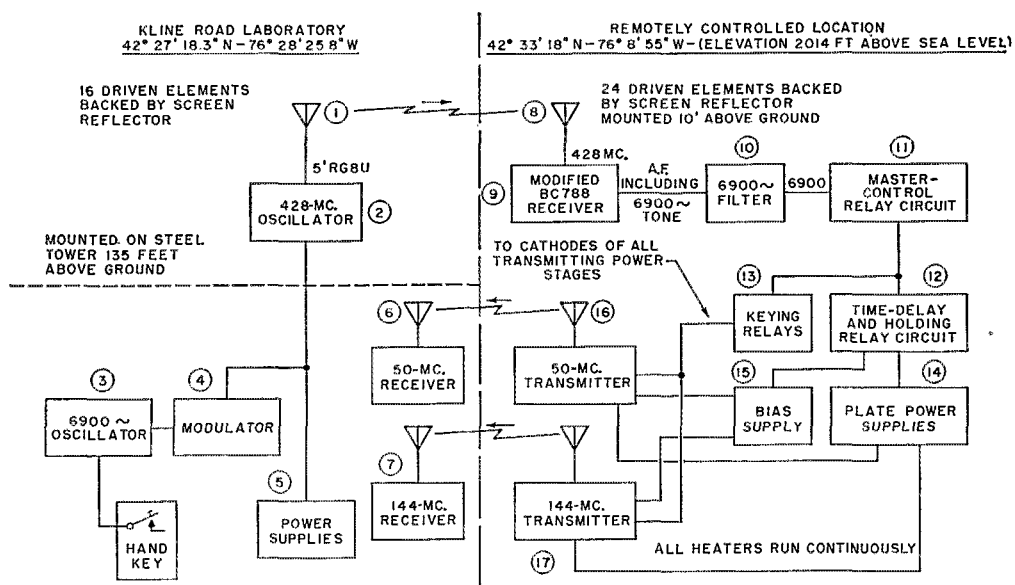 KLINE ROAD LABORATORY
42° 27' 18.3" N - 76° 28' 25 8" W
16 DRIVEN ELEMENTS
BACKED BY SCREEN
REFLECTOR
1
5' RG8U
428-MC.
OSCILLATOR
2
MOUNTED ON STEEL
TOWER 135 FEET
ABOVE GROUND
3
6900~
OSCILLATOR
4
MODULATOR
HAND
KEY
5
POWER
SUPPLIES
6
50-MC.
RECEIVER
7
144-MC.
RECEIVER
REMOTELY CONTROLLED LOCATION
42° 33' 18" N - 76° 8' 55" W - (ELEVATION 2014 FT ABOVE SEA LEVEL)
24 DRIVEN ELEMENTS BACKED
BY SCREEN REFLECTOR
MOUNTED 10' ABOVE GROUND
8
428 MC.
9
MODIFIED
BC788
RECEIVER
A.F.
INCLUDING
6900~
TONE
10
6900~
FILTER
6900
11
MASTER-
CONTROL
RELAY CIRCUIT
TO CATHODES OF ALL
TRANSMITTING POWER
STAGES
13
KEYING
RELAYS
12
TIME-DELAY
AND HOLDING
RELAY CIRCUIT
16
50-MC.
TRANSMITTER
15
BIAS
SUPPLY
14
PLATE POWER
SUPPLIES
144-MC.
TRANSMITTER
17
ALL HEATERS RUN CONTINUOUSLY